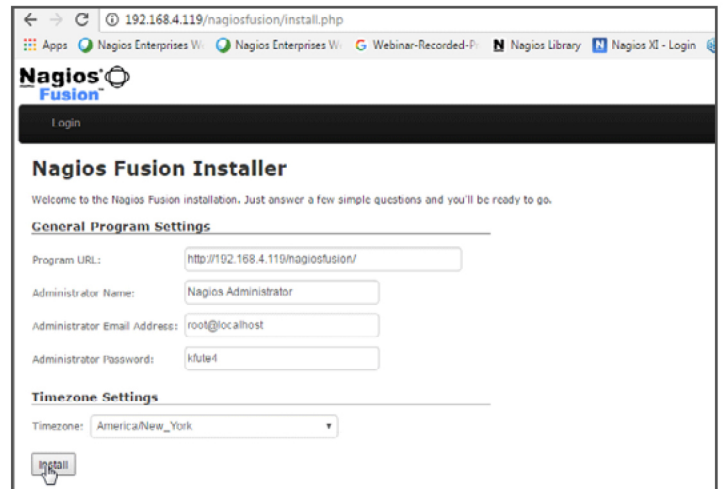 192.168.4.119/nagiosfusion/install.php
Apps Nagios Enterprises W Nagios Enterprises W Webinar-Recorded-P Nagios Library Nagios XI - Login
Nagios®
Fusion™
Login
Nagios Fusion Installer
Welcome to the Nagios Fusion installation. Just answer a few simple questions and you'll be ready to go.
General Program Settings
Program URL: http://192.168.4.119/nagiosfusion/
Administrator Name: Nagios Administrator
Administrator Email Address: root@localhost
Administrator Password: kfute4
Timezone Settings
Timezone: America/New_York
Install